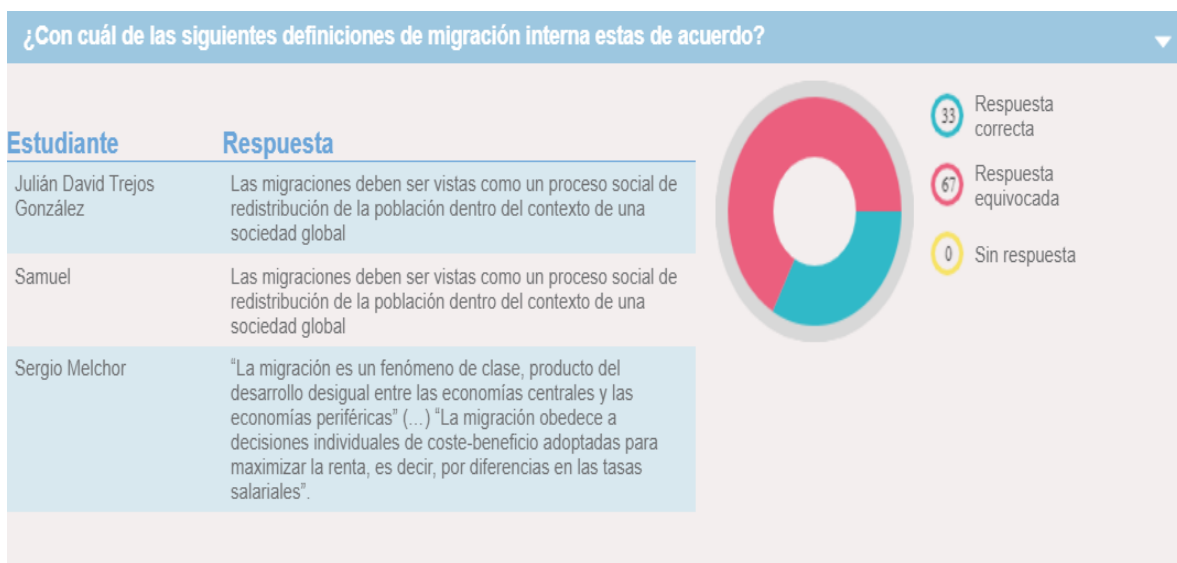 ¿Con cuál de las siguientes definiciones de migración interna estas de acuerdo?
Estudiante Respuesta
Julián David Trejos González
Las migraciones deben ser vistas como un proceso social de
redistribución de la población dentro del contexto de una
sociedad global
Samuel
Las migraciones deben ser vistas como un proceso social de
redistribución de la población dentro del contexto de una
sociedad global
Sergio Melchor
“La migración es un fenómeno de clase, producto del
desarrollo desigual entre las economías centrales y las
economías periféricas” (...) “La migración obedece a
decisiones individuales de coste-beneficio adoptadas para
maximizar la renta, es decir, por diferencias en las tasas
salariales”.
33 Respuesta
correcta
67 Respuesta
equivocada
0 Sin respuesta